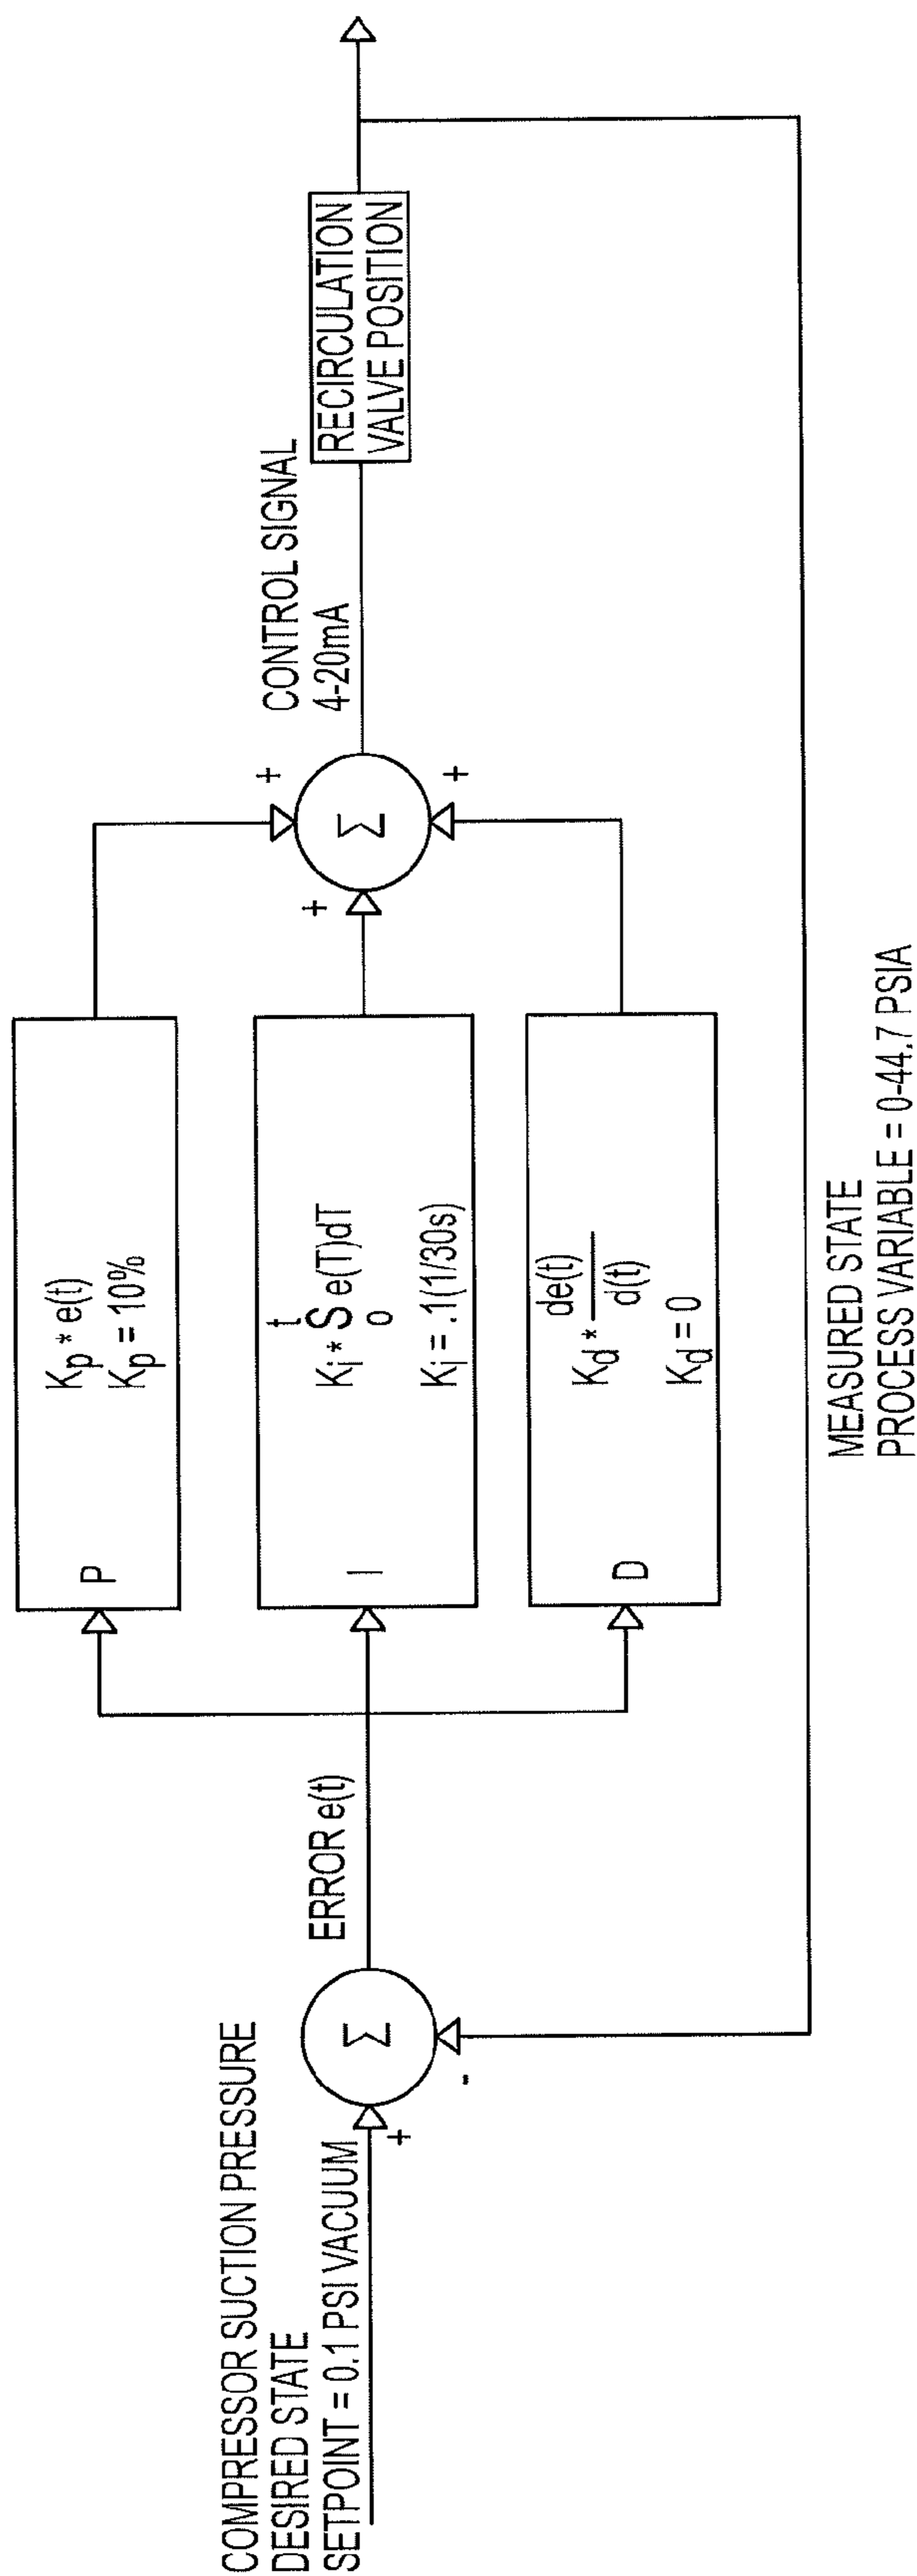 COMPRESSOR SUCTION PRESSURE
DESIRED STATE
SETPOINT = 0.1 PSI VACUUM
+
-
Σ
ERROR e(t)
P
Kp * e(t)
Kp = 10%
I
t
Ki * S e(T)dT
0
Ki = .1(1/30s)
D
de(t)
Kd *
d(t)
Kd = 0
+
+
+
Σ
CONTROL SIGNAL
4-20mA
RECIRCULATION
VALVE POSITION
MEASURED STATE
PROCESS VARIABLE = 0-44.7 PSIA